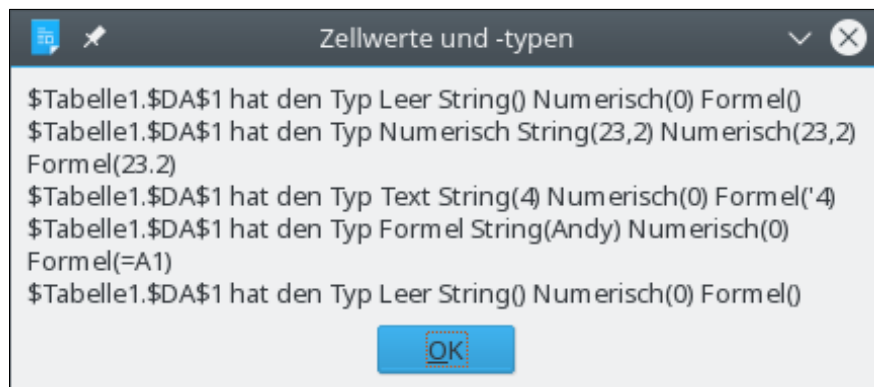 Zellwerte und -typen
$Tabelle1.$DA$1 hat den Typ Leer String() Numerisch(0) Formel()
$Tabelle1.$DA$1 hat den Typ Numerisch String(23,2) Numerisch(23,2)
Formel(23.2)
$Tabelle1.$DA$1 hat den Typ Text String(4) Numerisch(0) Formel('4)
$Tabelle1.$DA$1 hat den Typ Formel String(Andy) Numerisch(0)
Formel(=A1)
$Tabelle1.$DA$1 hat den Typ Leer String() Numerisch(0) Formel()
OK